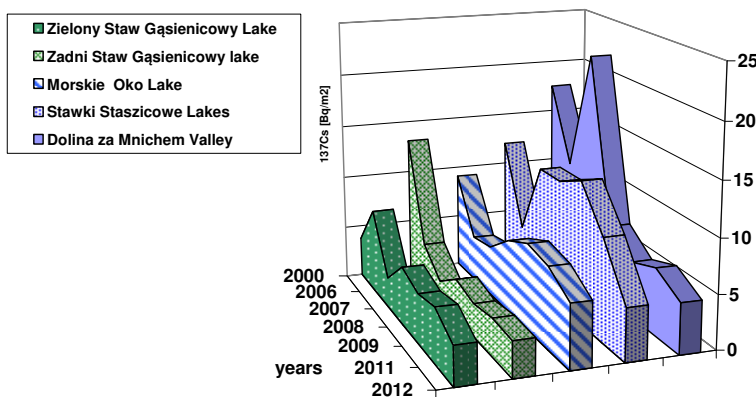 Zielony Staw Gąsienicowy Lake
Zadni Staw Gąsienicowy lake
Morskie Oko Lake
Stawki Staszicowe Lakes
Dolina za Mnichem Valley
137Cs [Bq/m2]
25
20
15
10
5
0
2000
2006
2007
2008
2009
2011
2012
years